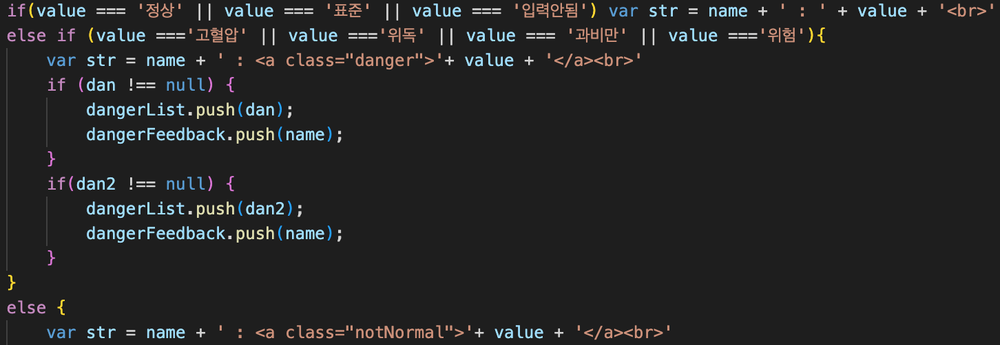 if(value === '정상' || value === '표준' || value === '입력안됨') var str = name + ' : ' + value + '<br>'
else if (value ==='고혈압' || value ==='위독' || value === '과비만' || value ==='위험'){
    var str = name + ' : <a class="danger">'+ value + '</a><br>'
    if (dan !== null) {
        dangerList.push(dan);
        dangerFeedback.push(name);
    }
    if(dan2 !== null) {
        dangerList.push(dan2);
        dangerFeedback.push(name);
    }
}
else {
    var str = name + ' : <a class="notNormal">'+ value + '</a><br>'